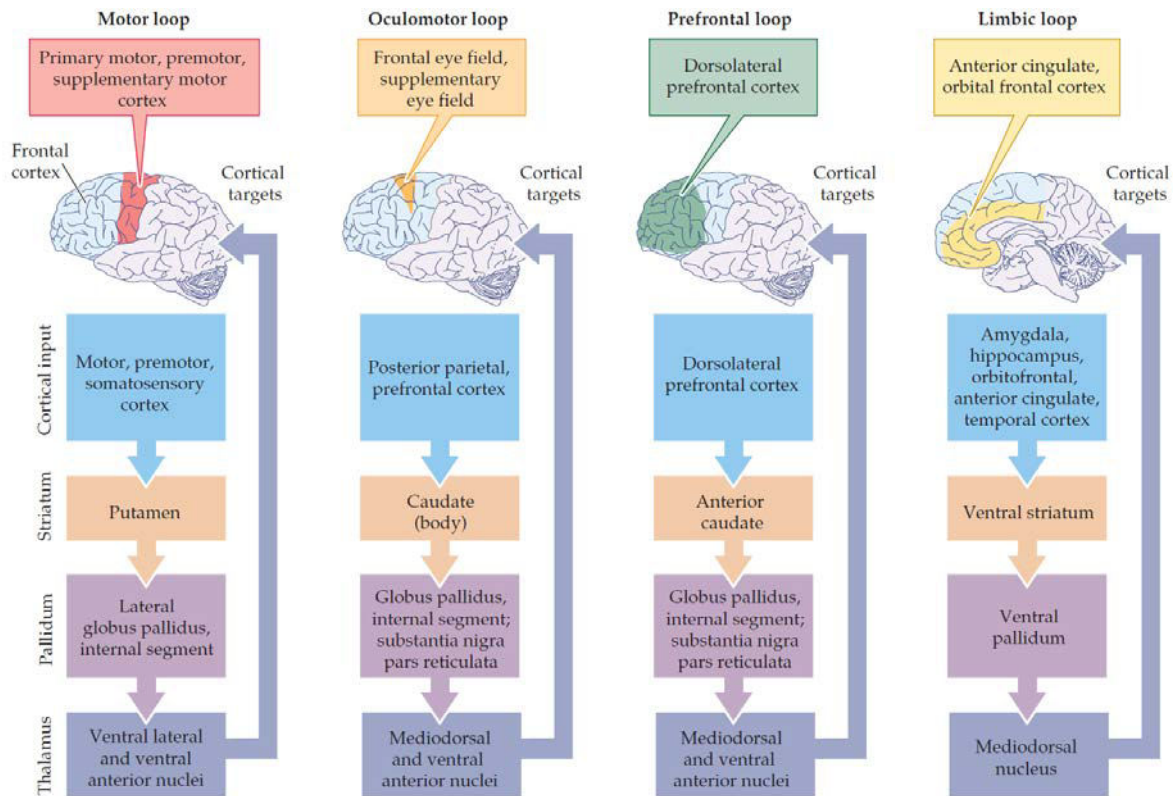 Motor loop
Oculomotor loop
Prefrontal loop
Limbic loop
Primary motor, premotor,
supplementary motor
cortex
Frontal eye field,
supplementary
eye field
Dorsolateral
prefrontal cortex
Anterior cingulate,
orbital frontal cortex
Frontal
cortex
Cortical
targets
Cortical
targets
Cortical
targets
Cortical
targets
Cortical input
Motor, premotor,
somatosensory
cortex
Posterior parietal,
prefrontal cortex
Dorsolateral
prefrontal cortex
Amygdala,
hippocampus,
orbitofrontal,
anterior cingulate,
temporal cortex
Striatum
Putamen
Caudate
(body)
Anterior
caudate
Ventral striatum
Pallidum
Lateral
globus pallidus,
internal segment
Globus pallidus,
internal segment;
substantia nigra
pars reticulata
Globus pallidus,
internal segment;
substantia nigra
pars reticulata
Ventral
pallidum
Thalamus
Ventral lateral
and ventral
anterior nuclei
Mediodorsal
and ventral
anterior nuclei
Mediodorsal
and ventral
anterior nuclei
Mediodorsal
nucleus